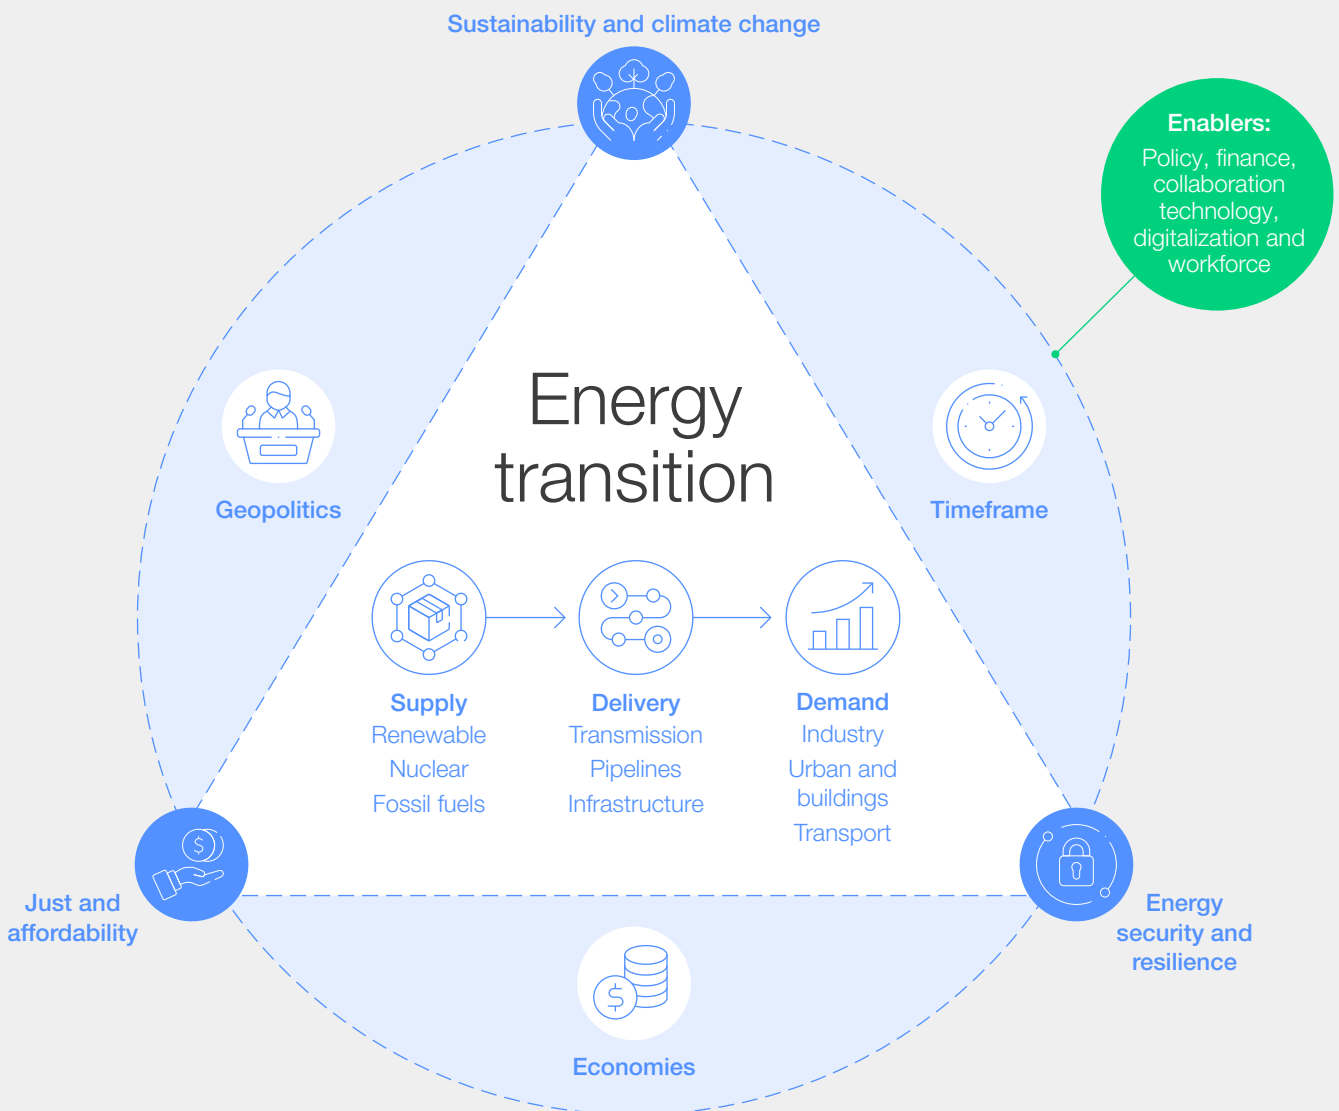 Sustainability and climate change
Enablers:
Policy, finance,
collaboration
technology,
digitalization and
workforce
Energy
transition
Geopolitics
Timeframe
Supply
Renewable
Nuclear
Fossil fuels
Delivery
Transmission
Pipelines
Infrastructure
Demand
Industry
Urban and
buildings
Transport
Just and
affordability
Energy
security and
resilience
Economies